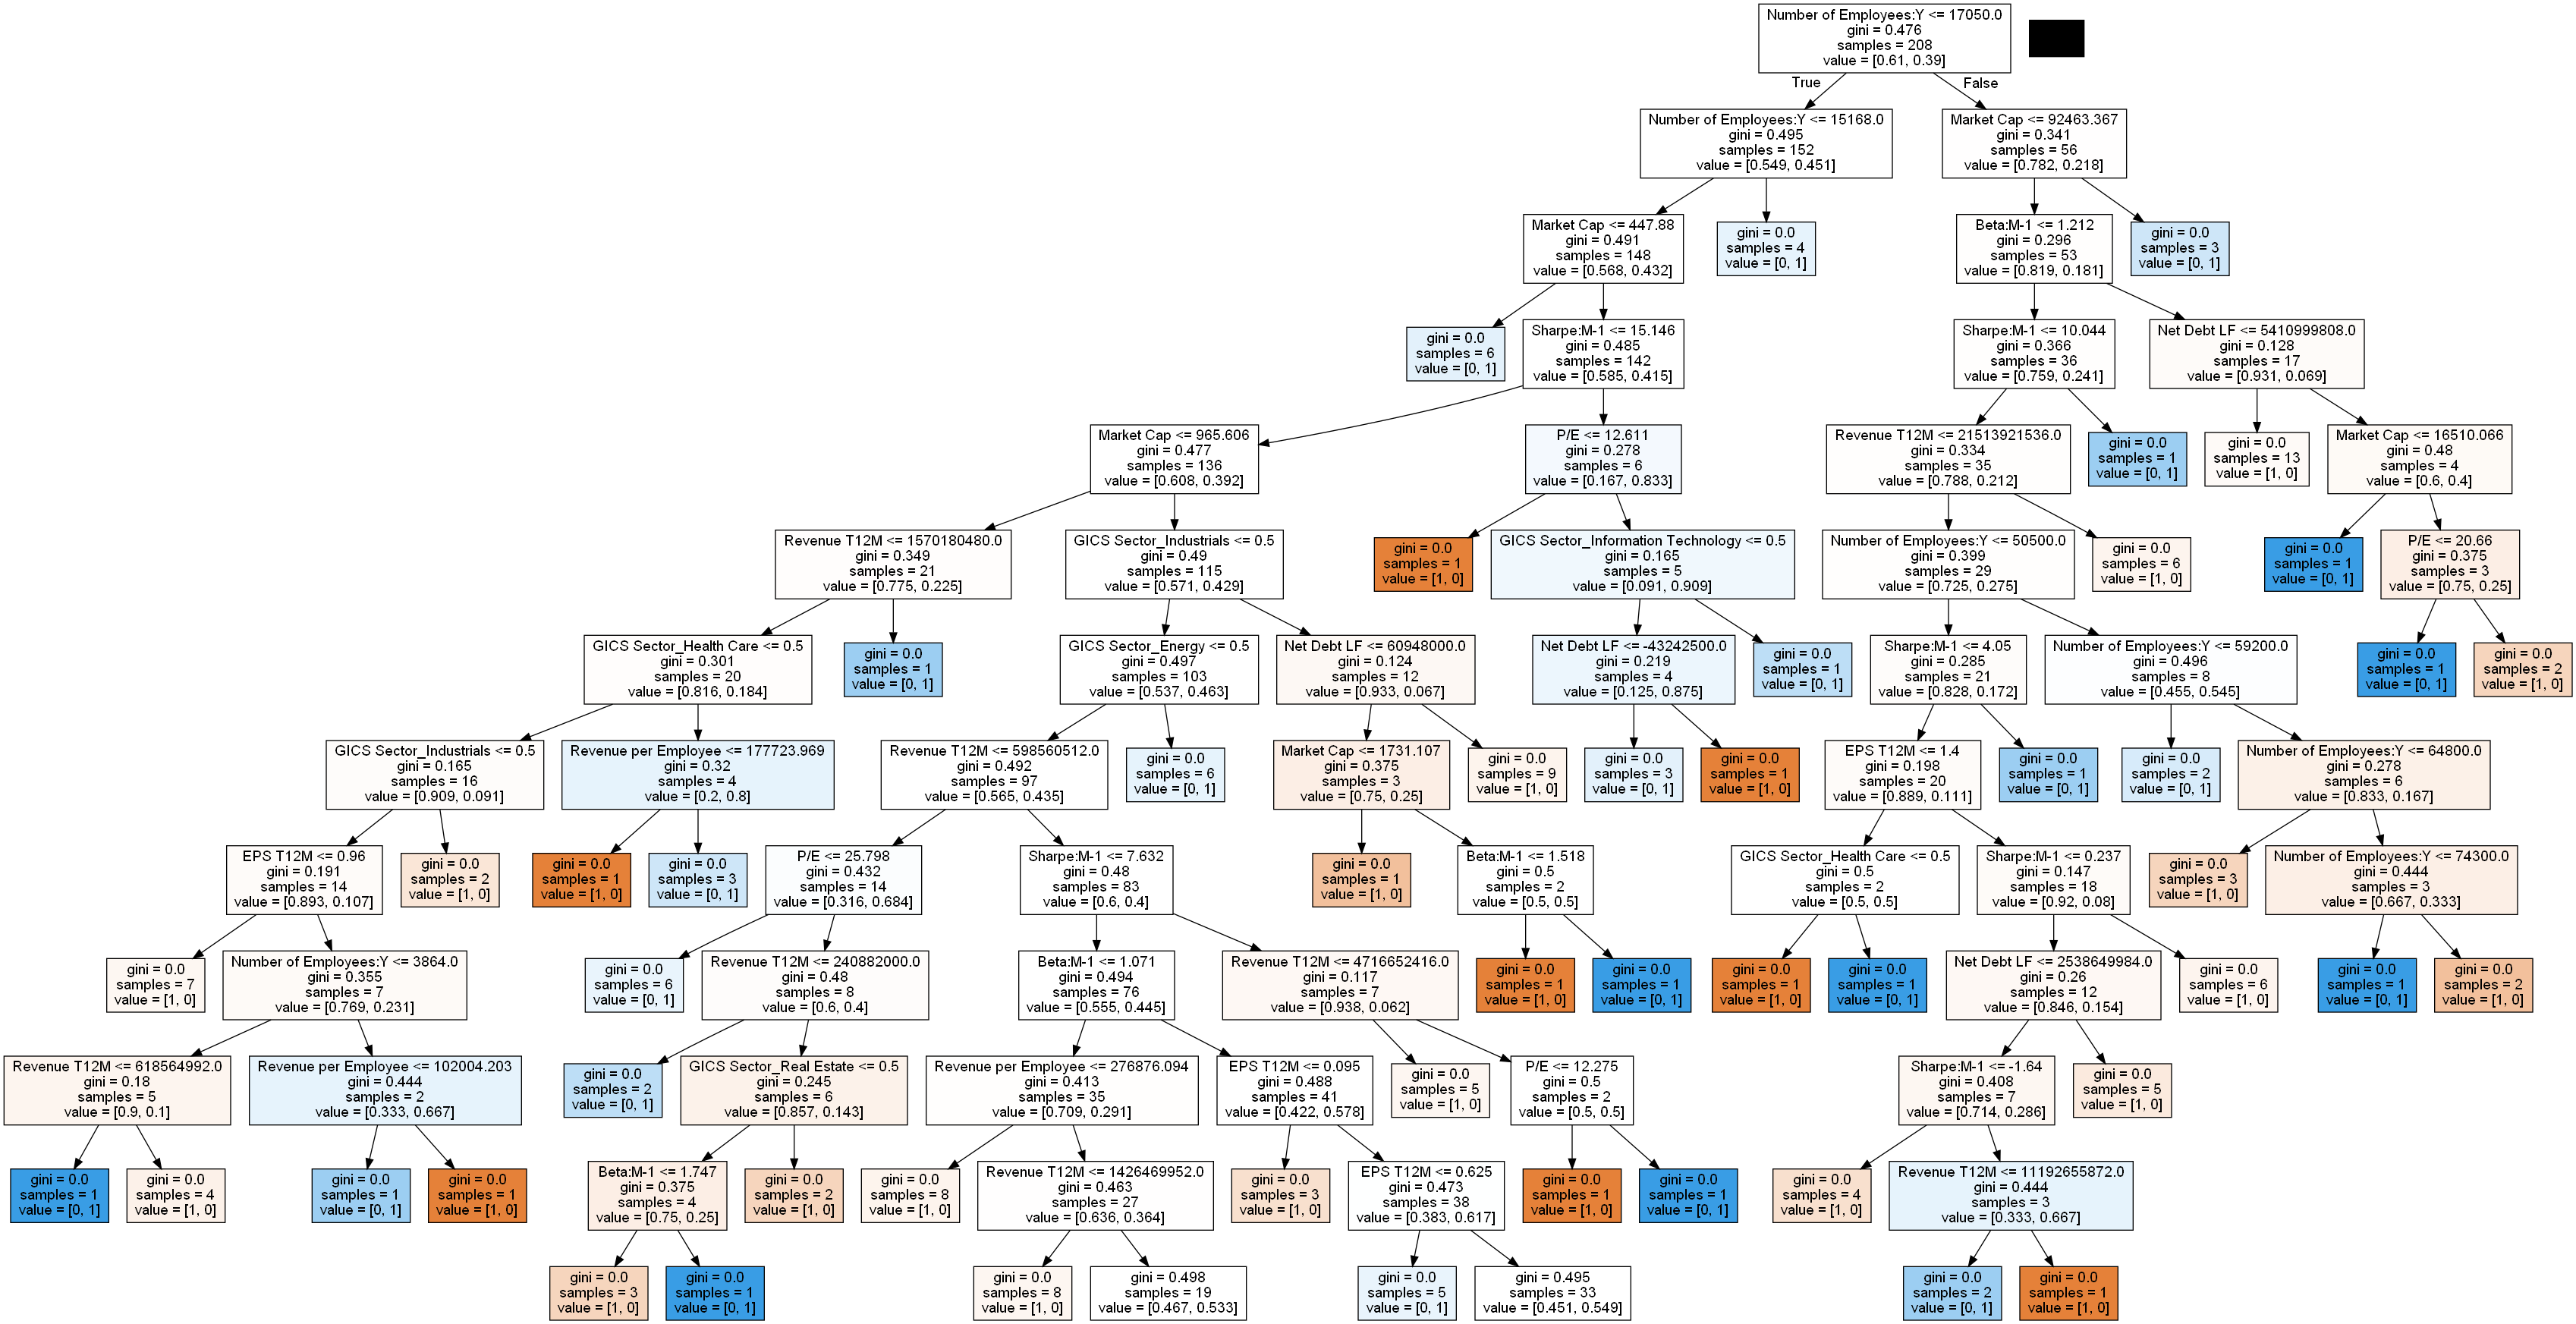 Number of Employees:Y <= 17050.0
gini = 0.476
samples = 208
value = [0.61, 0.39]
True
False
Number of Employees:Y <= 15168.0
gini = 0.495
samples = 152
value = [0.549, 0.451]
Market Cap <= 92463.367
gini = 0.341
samples = 56
value = [0.782, 0.218]
Market Cap <= 447.88
gini = 0.491
samples = 148
value = [0.568, 0.432]
gini = 0.0
samples = 4
value = [0, 1]
Beta:M-1 <= 1.212
gini = 0.296
samples = 53
value = [0.819, 0.181]
gini = 0.0
samples = 3
value = [0, 1]
gini = 0.0
samples = 6
value = [0, 1]
Sharpe:M-1 <= 15.146
gini = 0.485
samples = 142
value = [0.585, 0.415]
Sharpe:M-1 <= 10.044
gini = 0.366
samples = 36
value = [0.759, 0.241]
Net Debt LF <= 5410999808.0
gini = 0.128
samples = 17
value = [0.931, 0.069]
Market Cap <= 965.606
gini = 0.477
samples = 136
value = [0.608, 0.392]
P/E <= 12.611
gini = 0.278
samples = 6
value = [0.167, 0.833]
Revenue T12M <= 21513921536.0
gini = 0.334
samples = 35
value = [0.788, 0.212]
gini = 0.0
samples = 1
value = [0, 1]
gini = 0.0
samples = 13
value = [1, 0]
Market Cap <= 16510.066
gini = 0.48
samples = 4
value = [0.6, 0.4]
Revenue T12M <= 1570180480.0
gini = 0.349
samples = 21
value = [0.775, 0.225]
GICS Sector_Industrials <= 0.5
gini = 0.49
samples = 115
value = [0.571, 0.429]
gini = 0.0
samples = 1
value = [1, 0]
GICS Sector_Information Technology <= 0.5
gini = 0.165
samples = 5
value = [0.091, 0.909]
Number of Employees:Y <= 50500.0
gini = 0.399
samples = 29
value = [0.725, 0.275]
gini = 0.0
samples = 6
value = [1, 0]
gini = 0.0
samples = 1
value = [0, 1]
P/E <= 20.66
gini = 0.375
samples = 3
value = [0.75, 0.25]
GICS Sector_Health Care <= 0.5
gini = 0.301
samples = 20
value = [0.816, 0.184]
gini = 0.0
samples = 1
value = [0, 1]
GICS Sector_Energy <= 0.5
gini = 0.497
samples = 103
value = [0.537, 0.463]
Net Debt LF <= 60948000.0
gini = 0.124
samples = 12
value = [0.933, 0.067]
Net Debt LF <= -43242500.0
gini = 0.219
samples = 4
value = [0.125, 0.875]
gini = 0.0
samples = 1
value = [0, 1]
Sharpe:M-1 <= 4.05
gini = 0.285
samples = 21
value = [0.828, 0.172]
Number of Employees:Y <= 59200.0
gini = 0.496
samples = 8
value = [0.455, 0.545]
gini = 0.0
samples = 1
value = [0, 1]
gini = 0.0
samples = 2
value = [1, 0]
GICS Sector_Industrials <= 0.5
gini = 0.165
samples = 16
value = [0.909, 0.091]
Revenue per Employee <= 177723.969
gini = 0.32
samples = 4
value = [0.2, 0.8]
Revenue T12M <= 598560512.0
gini = 0.492
samples = 97
value = [0.565, 0.435]
gini = 0.0
samples = 6
value = [0, 1]
Market Cap <= 1731.107
gini = 0.375
samples = 3
value = [0.75, 0.25]
gini = 0.0
samples = 9
value = [1, 0]
gini = 0.0
samples = 3
value = [0, 1]
gini = 0.0
samples = 1
value = [1, 0]
EPS T12M <= 1.4
gini = 0.198
samples = 20
value = [0.889, 0.111]
gini = 0.0
samples = 1
value = [0, 1]
gini = 0.0
samples = 2
value = [0, 1]
Number of Employees:Y <= 64800.0
gini = 0.278
samples = 6
value = [0.833, 0.167]
EPS T12M <= 0.96
gini = 0.191
samples = 14
value = [0.893, 0.107]
gini = 0.0
samples = 2
value = [1, 0]
gini = 0.0
samples = 1
value = [1, 0]
gini = 0.0
samples = 3
value = [0, 1]
P/E <= 25.798
gini = 0.432
samples = 14
value = [0.316, 0.684]
Sharpe:M-1 <= 7.632
gini = 0.48
samples = 83
value = [0.6, 0.4]
gini = 0.0
samples = 1
value = [1, 0]
Beta:M-1 <= 1.518
gini = 0.5
samples = 2
value = [0.5, 0.5]
GICS Sector_Health Care <= 0.5
gini = 0.5
samples = 2
value = [0.5, 0.5]
Sharpe:M-1 <= 0.237
gini = 0.147
samples = 18
value = [0.92, 0.08]
gini = 0.0
samples = 3
value = [1, 0]
Number of Employees:Y <= 74300.0
gini = 0.444
samples = 3
value = [0.667, 0.333]
gini = 0.0
samples = 7
value = [1, 0]
Number of Employees:Y <= 3864.0
gini = 0.355
samples = 7
value = [0.769, 0.231]
gini = 0.0
samples = 6
value = [0, 1]
Revenue T12M <= 240882000.0
gini = 0.48
samples = 8
value = [0.6, 0.4]
Beta:M-1 <= 1.071
gini = 0.494
samples = 76
value = [0.555, 0.445]
Revenue T12M <= 4716652416.0
gini = 0.117
samples = 7
value = [0.938, 0.062]
gini = 0.0
samples = 1
value = [1, 0]
gini = 0.0
samples = 1
value = [0, 1]
gini = 0.0
samples = 1
value = [1, 0]
gini = 0.0
samples = 1
value = [0, 1]
Net Debt LF <= 2538649984.0
gini = 0.26
samples = 12
value = [0.846, 0.154]
gini = 0.0
samples = 6
value = [1, 0]
gini = 0.0
samples = 1
value = [0, 1]
gini = 0.0
samples = 2
value = [1, 0]
Revenue T12M <= 618564992.0
gini = 0.18
samples = 5
value = [0.9, 0.1]
Revenue per Employee <= 102004.203
gini = 0.444
samples = 2
value = [0.333, 0.667]
gini = 0.0
samples = 2
value = [0, 1]
GICS Sector_Real Estate <= 0.5
gini = 0.245
samples = 6
value = [0.857, 0.143]
Revenue per Employee <= 276876.094
gini = 0.413
samples = 35
value = [0.709, 0.291]
EPS T12M <= 0.095
gini = 0.488
samples = 41
value = [0.422, 0.578]
gini = 0.0
samples = 5
value = [1, 0]
P/E <= 12.275
gini = 0.5
samples = 2
value = [0.5, 0.5]
Sharpe:M-1 <= -1.64
gini = 0.408
samples = 7
value = [0.714, 0.286]
gini = 0.0
samples = 5
value = [1, 0]
gini = 0.0
samples = 1
value = [0, 1]
gini = 0.0
samples = 4
value = [1, 0]
gini = 0.0
samples = 1
value = [0, 1]
gini = 0.0
samples = 1
value = [1, 0]
Beta:M-1 <= 1.747
gini = 0.375
samples = 4
value = [0.75, 0.25]
gini = 0.0
samples = 2
value = [1, 0]
gini = 0.0
samples = 8
value = [1, 0]
Revenue T12M <= 1426469952.0
gini = 0.463
samples = 27
value = [0.636, 0.364]
gini = 0.0
samples = 3
value = [1, 0]
EPS T12M <= 0.625
gini = 0.473
samples = 38
value = [0.383, 0.617]
gini = 0.0
samples = 1
value = [1, 0]
gini = 0.0
samples = 1
value = [0, 1]
gini = 0.0
samples = 4
value = [1, 0]
Revenue T12M <= 11192655872.0
gini = 0.444
samples = 3
value = [0.333, 0.667]
gini = 0.0
samples = 3
value = [1, 0]
gini = 0.0
samples = 1
value = [0, 1]
gini = 0.0
samples = 8
value = [1, 0]
gini = 0.498
samples = 19
value = [0.467, 0.533]
gini = 0.0
samples = 5
value = [0, 1]
gini = 0.495
samples = 33
value = [0.451, 0.549]
gini = 0.0
samples = 2
value = [0, 1]
gini = 0.0
samples = 1
value = [1, 0]